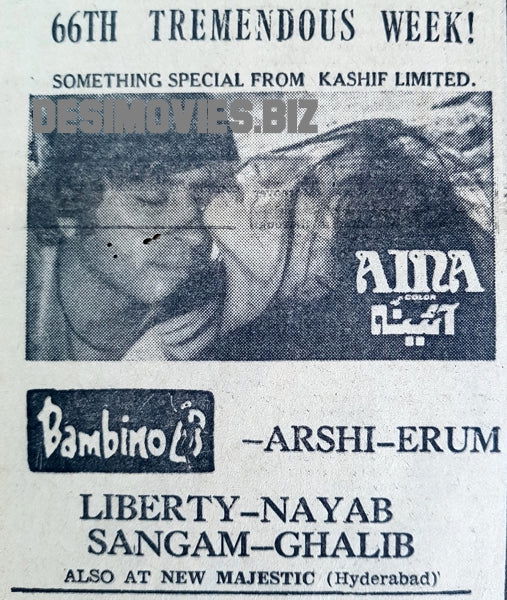 66TH TREMENDOUS WEEK!
SOMETHING SPECIAL FROM KASHIF LIMITED.
DESIMOVIES.BIZ
AINA
COLOR
آئینہ
Bambino -ARSHI-ERUM
LIBERTY-NAYAB
SANGAM-GHALIB
ALSO AT NEW MAJESTIC (Hyderabad)